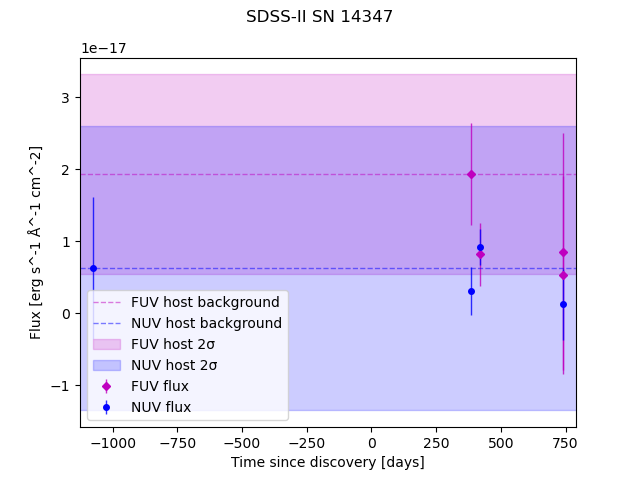 SDSS-II SN 14347
1e−17
Flux [erg s^-1 Å^-1 cm^-2]
3
2
1
0
−1
FUV host background
NUV host background
FUV host 2σ
NUV host 2σ
FUV flux
NUV flux
−1000 −750 −500 −250 0 250 500 750
Time since discovery [days]